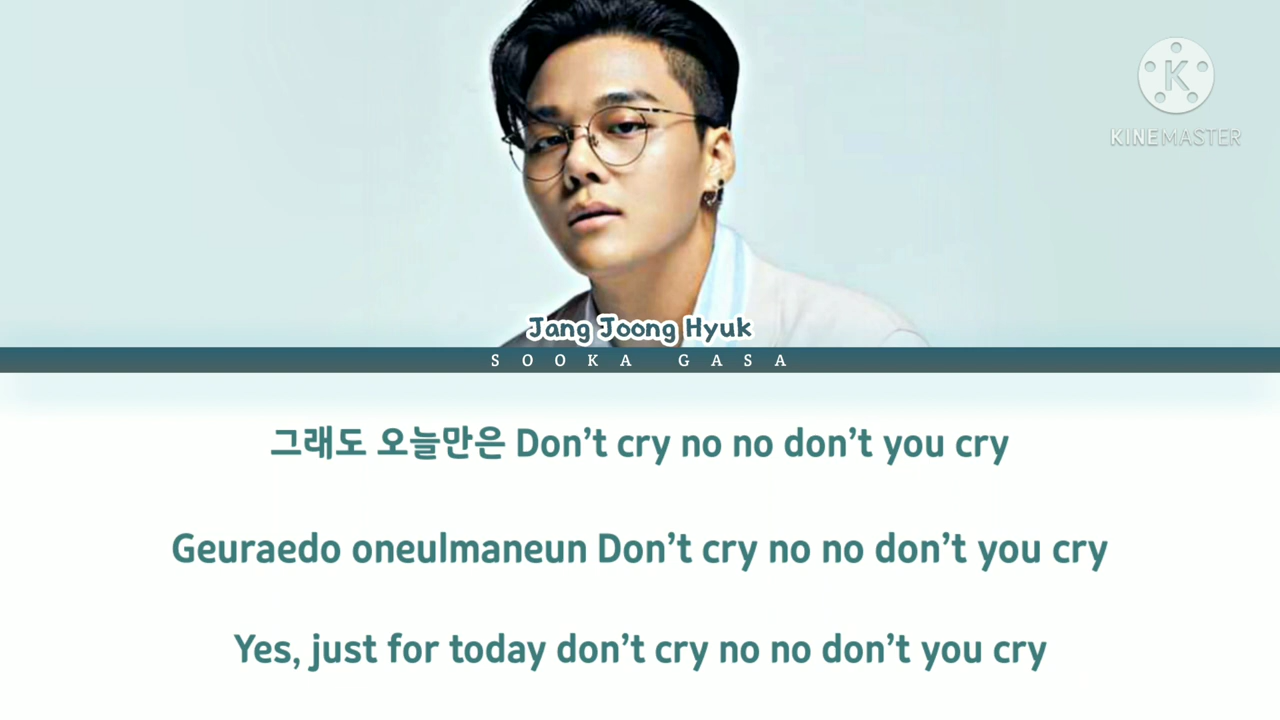 KINEMASTER
Jang Joong Hyuk
SOOKA GASA
그래도 오늘만은 Don't cry no no don't you cry
Geuraedo oneulmaneun Don't cry no no don't you cry
Yes, just for today don't cry no no don't you cry